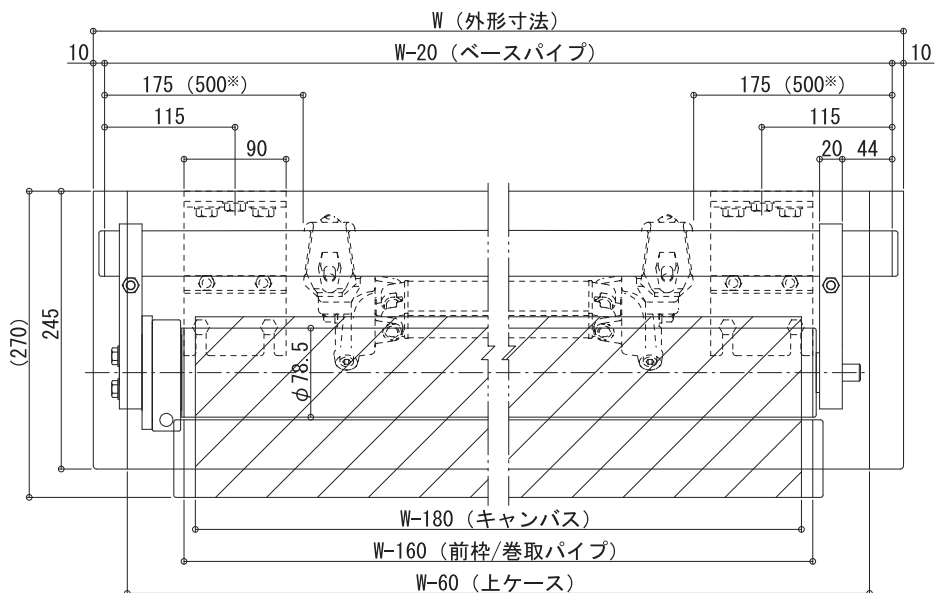 W (外形寸法)
10 W-20 (ベースパイプ) 10
175 (500※) 175 (500※)
115 115
90 20 44
(270)
245
φ78.5
W-180 (キャンバス)
W-160 (前枠/巻取パイプ)
W-60 (上ケース)